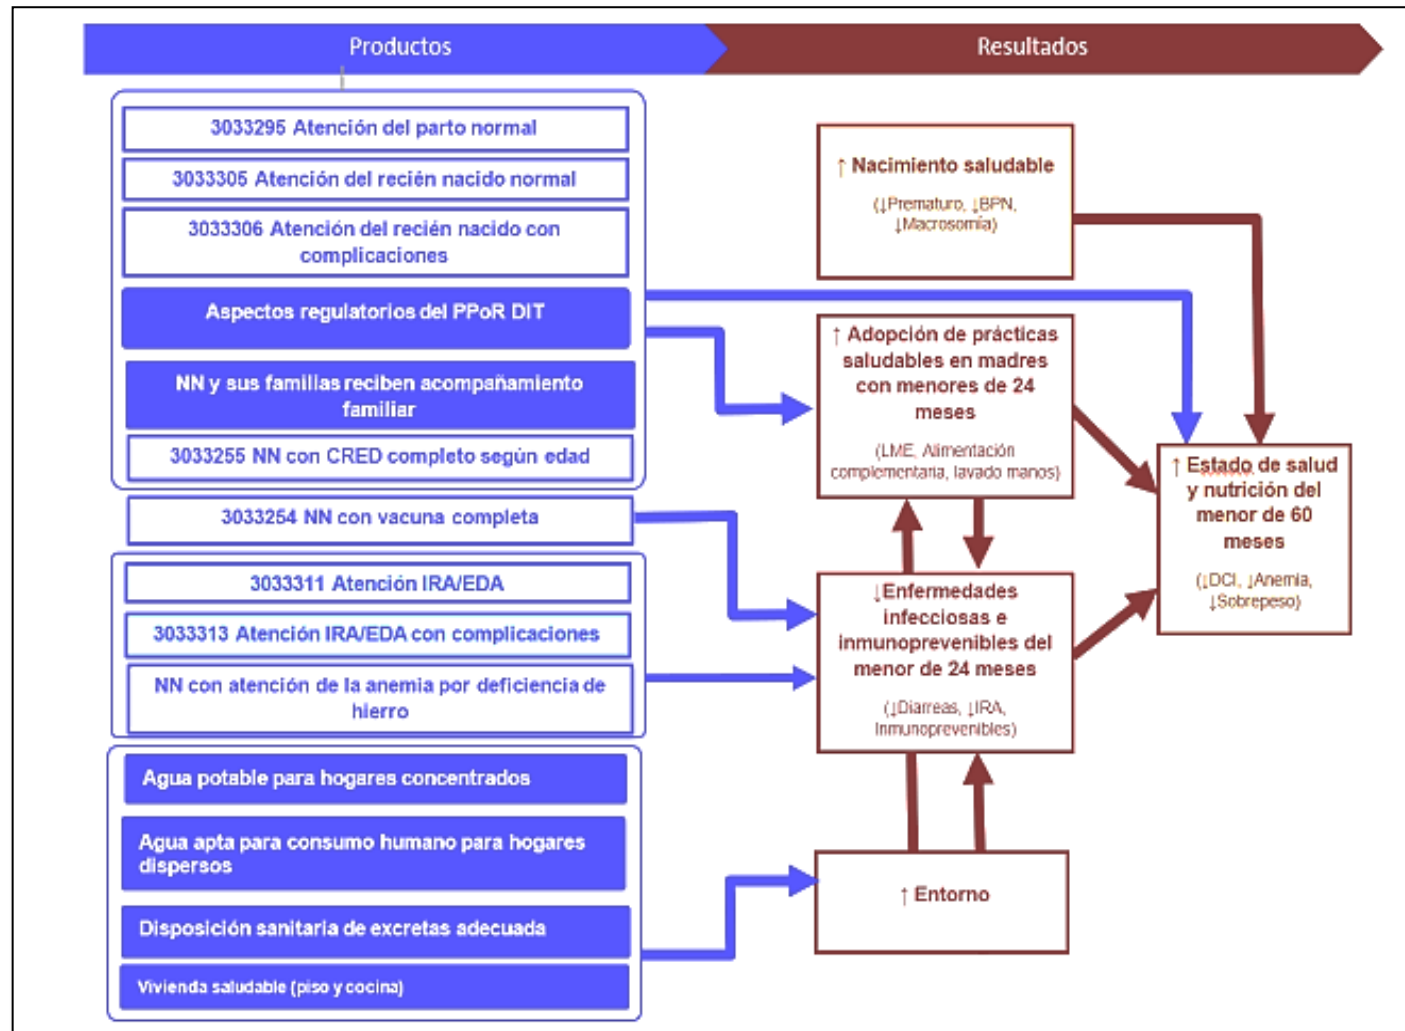 Productos
Resultados
3033295 Atención del parto normal
3033305 Atención del recién nacido normal
3033306 Atención del recién nacido con
complicaciones
Aspectos regulatorios del PPoR DIT
NN y sus familias reciben acompañamiento
familiar
3033255 NN con CRED completo según edad
3033254 NN con vacuna completa
3033311 Atención IRA/EDA
3033313 Atención IRA/EDA con complicaciones
NN con atención de la anemia por deficiencia de
hierro
Agua potable para hogares concentrados
Agua apta para consumo humano para hogares
dispersos
Disposición sanitaria de excretas adecuada
Vivienda saludable (piso y cocina)
↑ Nacimiento saludable
(↓Prematuro, ↓BPN,
↓Macrosomía)
↑ Adopción de prácticas
saludables en madres
con menores de 24
meses
(LME, Alimentación
complementaria, lavado manos)
↓Enfermedades
infecciosas e
inmunoprevenibles del
menor de 24 meses
(↓Diarreas, ↓IRA,
Inmunoprevenibles)
↑ Entorno
↑ Estado de salud
y nutrición del
menor de 60
meses
(↓DCI, ↓Anemia,
↓Sobrepeso)